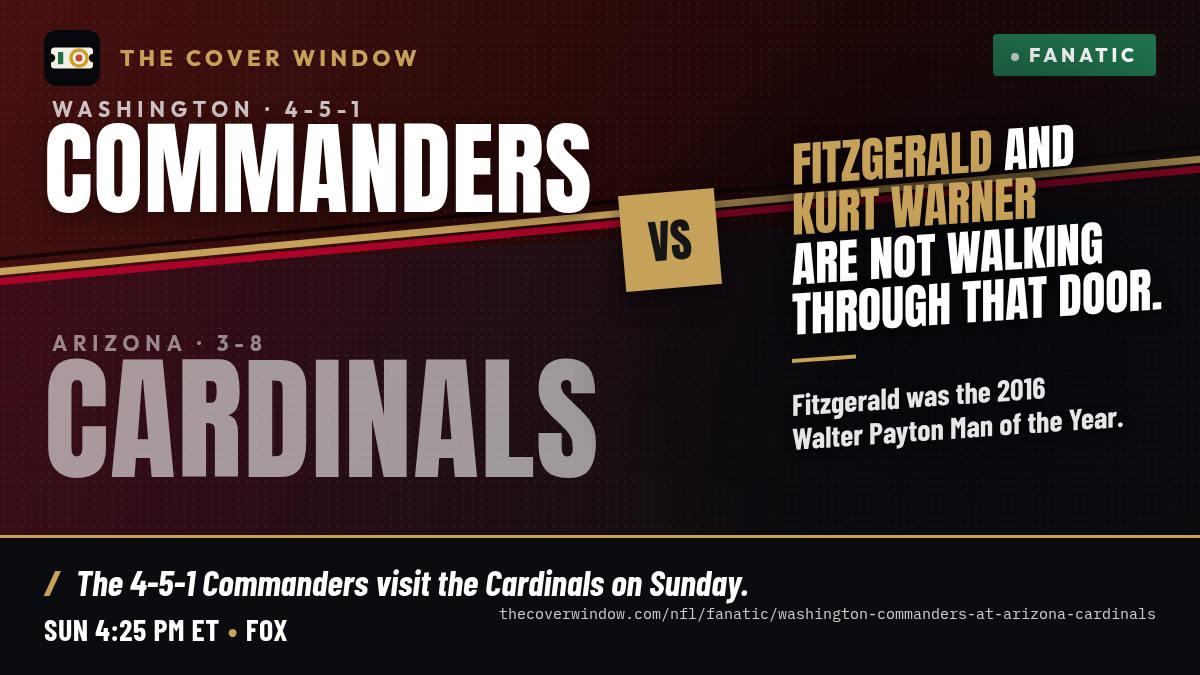 THE COVER WINDOW
• FANATIC
WASHINGTON · 4-5-1
COMMANDERS
VS
ARIZONA · 3-8
CARDINALS
FITZGERALD AND
KURT WARNER
ARE NOT WALKING
THROUGH THAT DOOR.
Fitzgerald was the 2016
Walter Payton Man of the Year.
/ The 4-5-1 Commanders visit the Cardinals on Sunday.
SUN 4:25 PM ET • FOX
thecoverwindow.com/nfl/fanatic/washington-commanders-at-arizona-cardinals